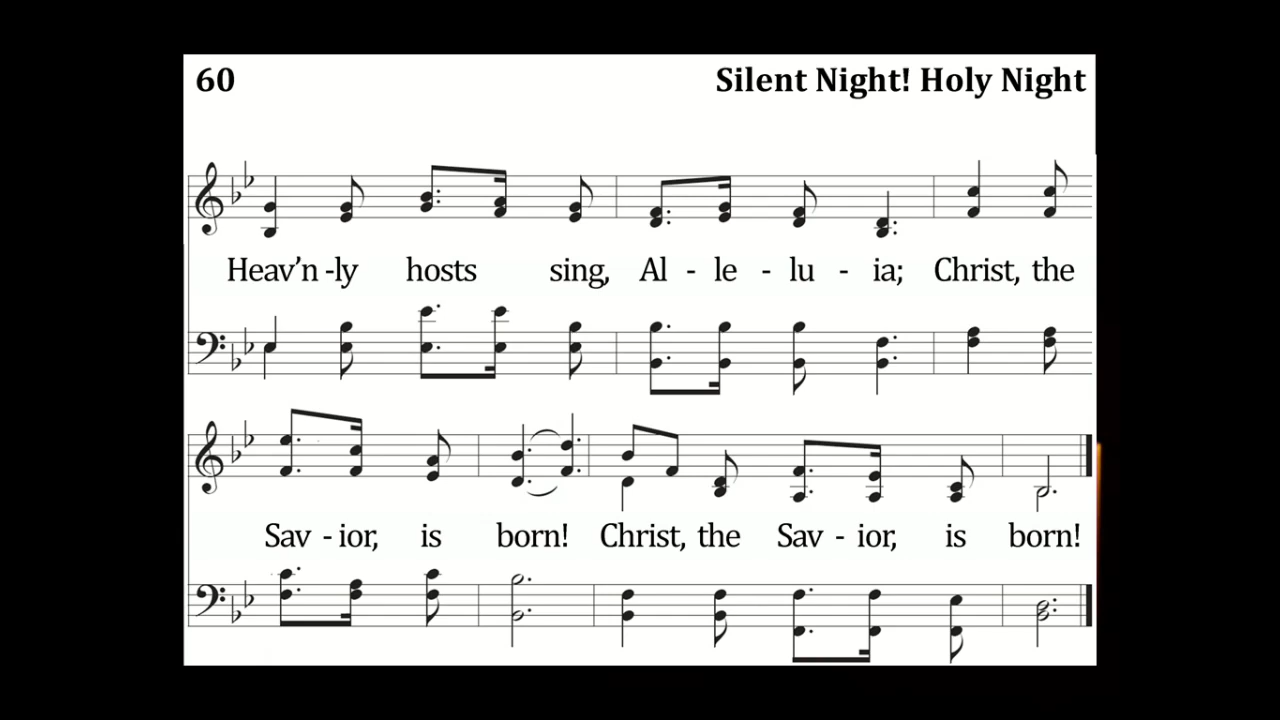 60 Silent Night! Holy Night
Heav’n -ly hosts sing, Al - le - lu - ia; Christ, the
Sav - ior, is born! Christ, the Sav - ior, is born!